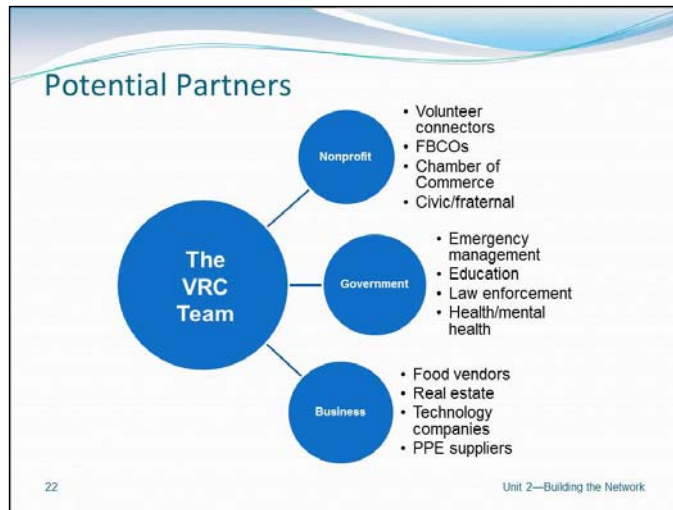 Potential Partners
The
VRC
Team
Nonprofit
• Volunteer
connectors
• FBCOs
• Chamber of
Commerce
• Civic/fraternal
Government
• Emergency
management
• Education
• Law enforcement
• Health/mental
health
Business
• Food vendors
• Real estate
• Technology
companies
• PPE suppliers
22
Unit 2—Building the Network